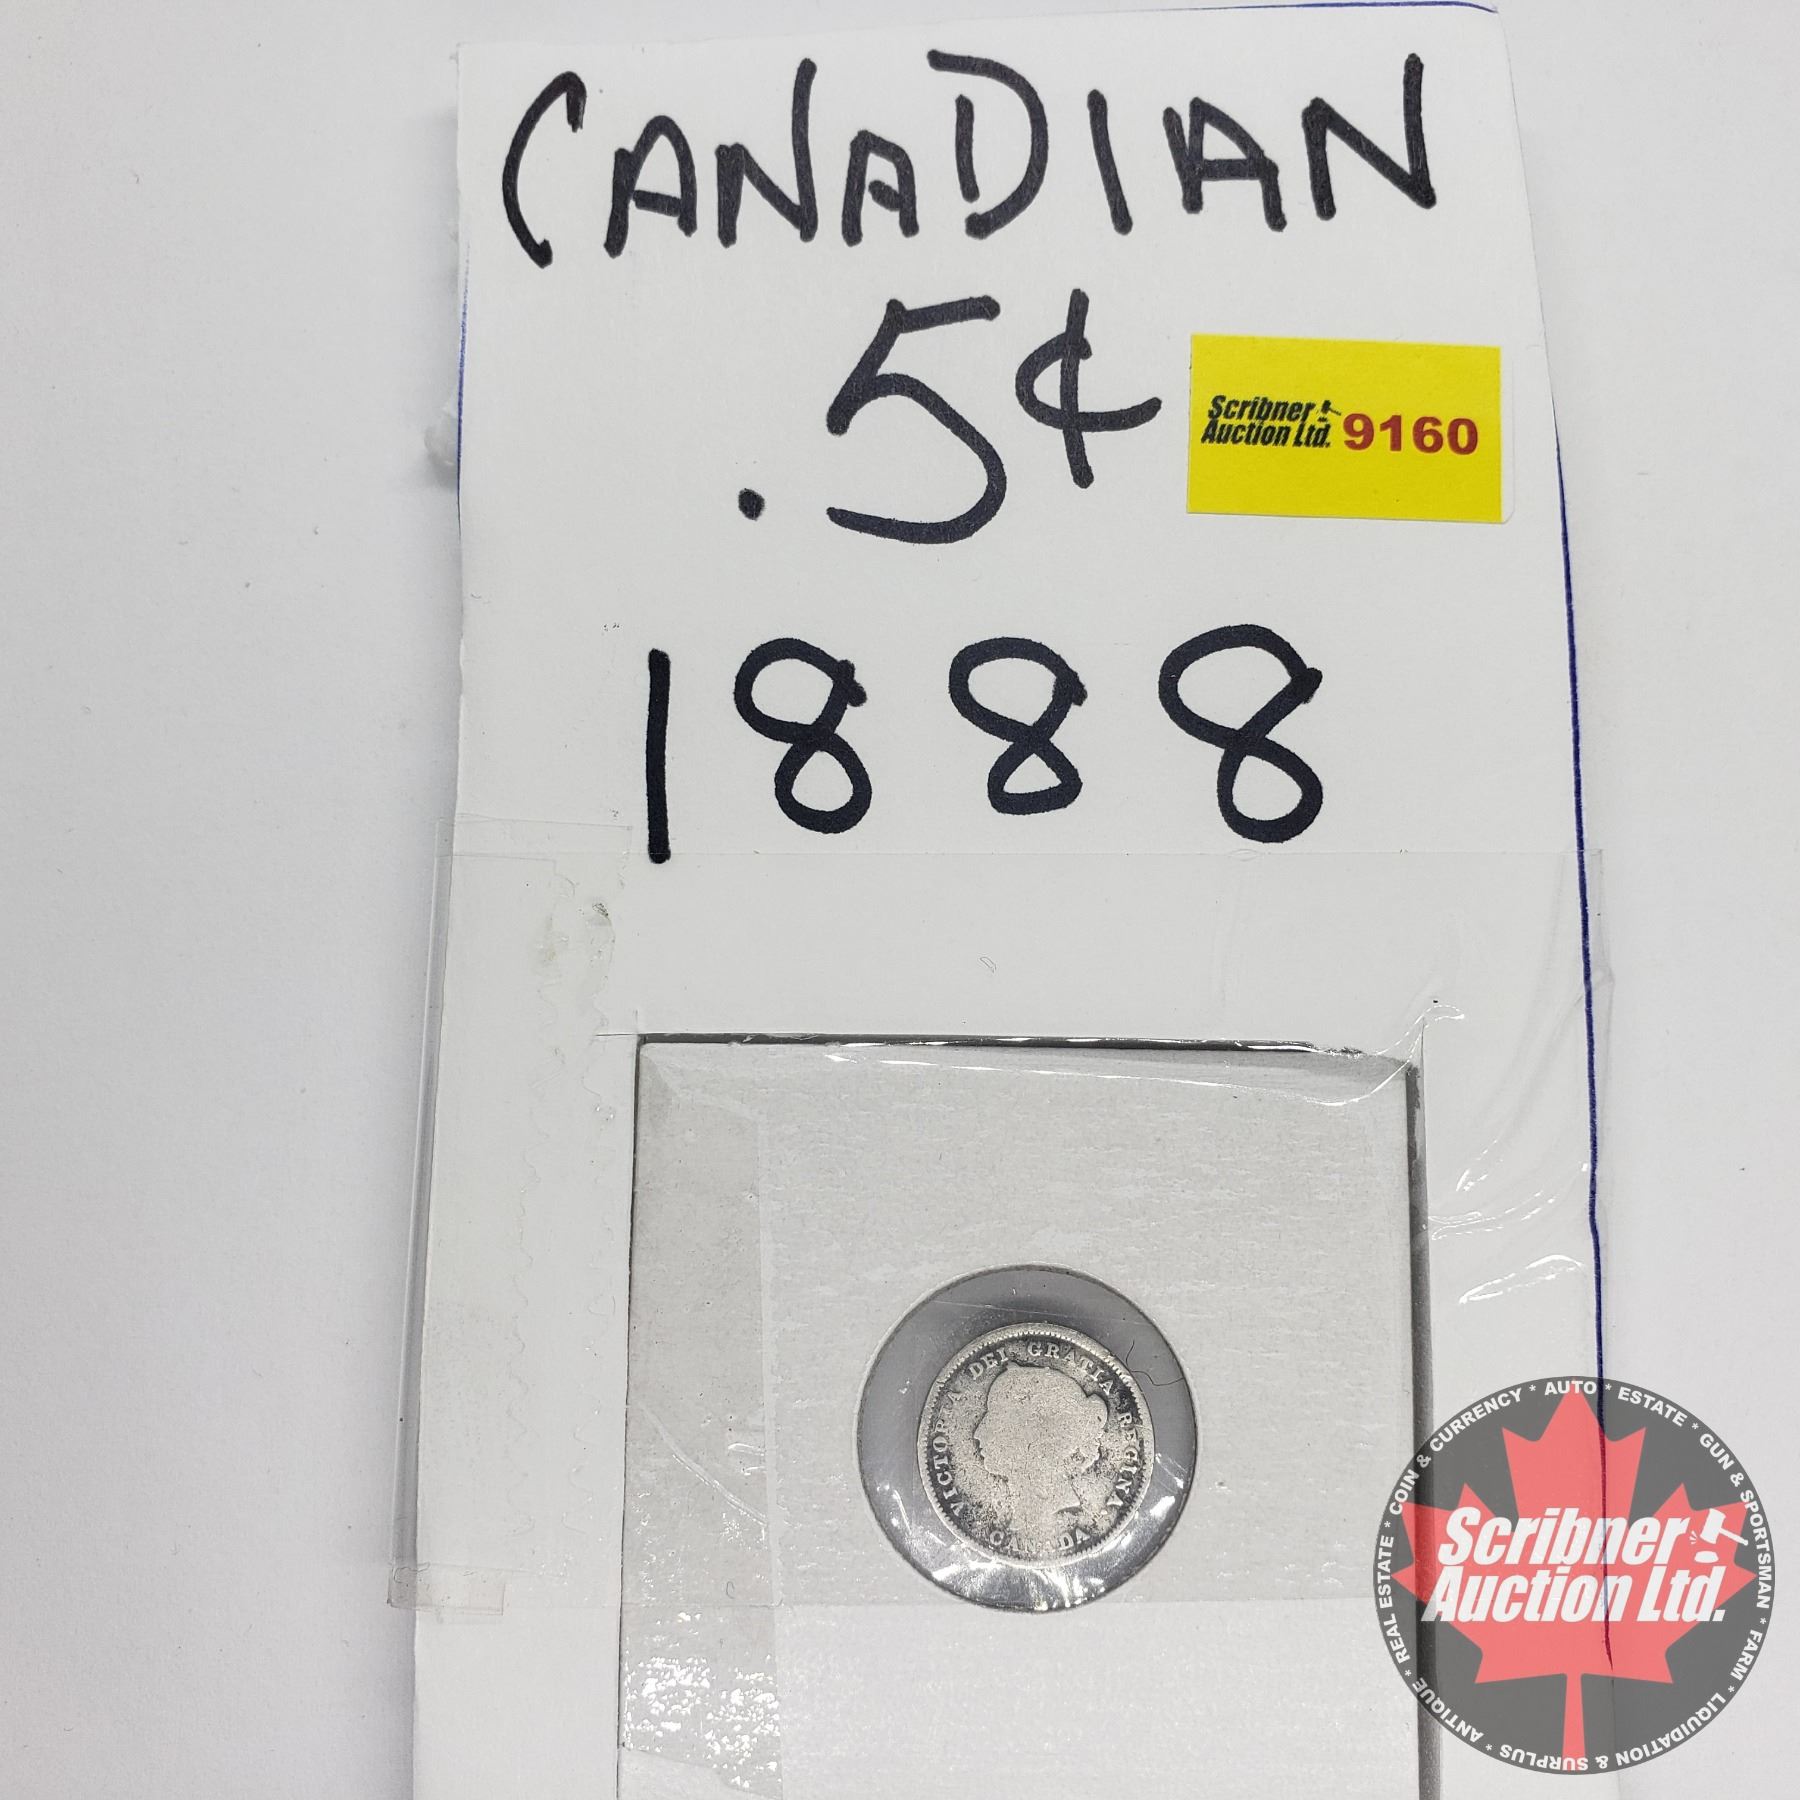 CANADIAN
.5¢
Scribner
Auction Ltd. 9160
1888
VICTORIA DEI GRATIA REGINA
CANADA
COIN & CURRENCY * AUTO * ESTATE * GUN & SPORTSMAN * FARM * LIQUIDATION & SURPLUS * ANTIQUE * REAL ESTATE *
Scribner
Auction Ltd.